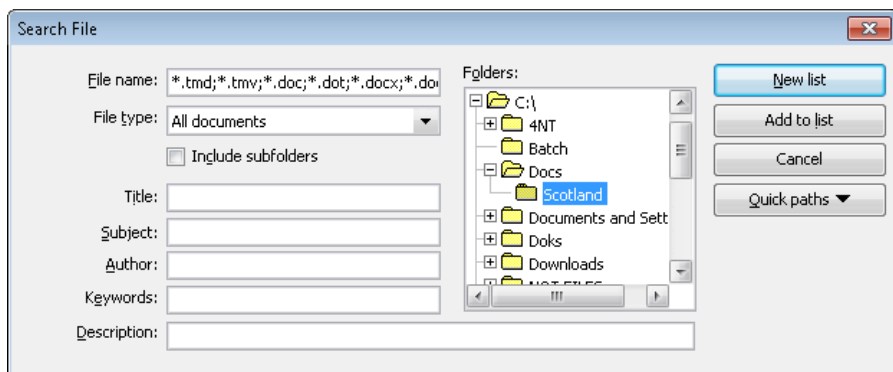 Search File
File name: *.tmd;*.tmv;*.doc;*.dot;*.docx;*.do
File type: All documents
Include subfolders
Title:
Subject:
Author:
Keywords:
Description:
Folders:
C:\
4NT
Batch
Docs
Scotland
Documents and Sett
Doks
Downloads
New list
Add to list
Cancel
Quick paths